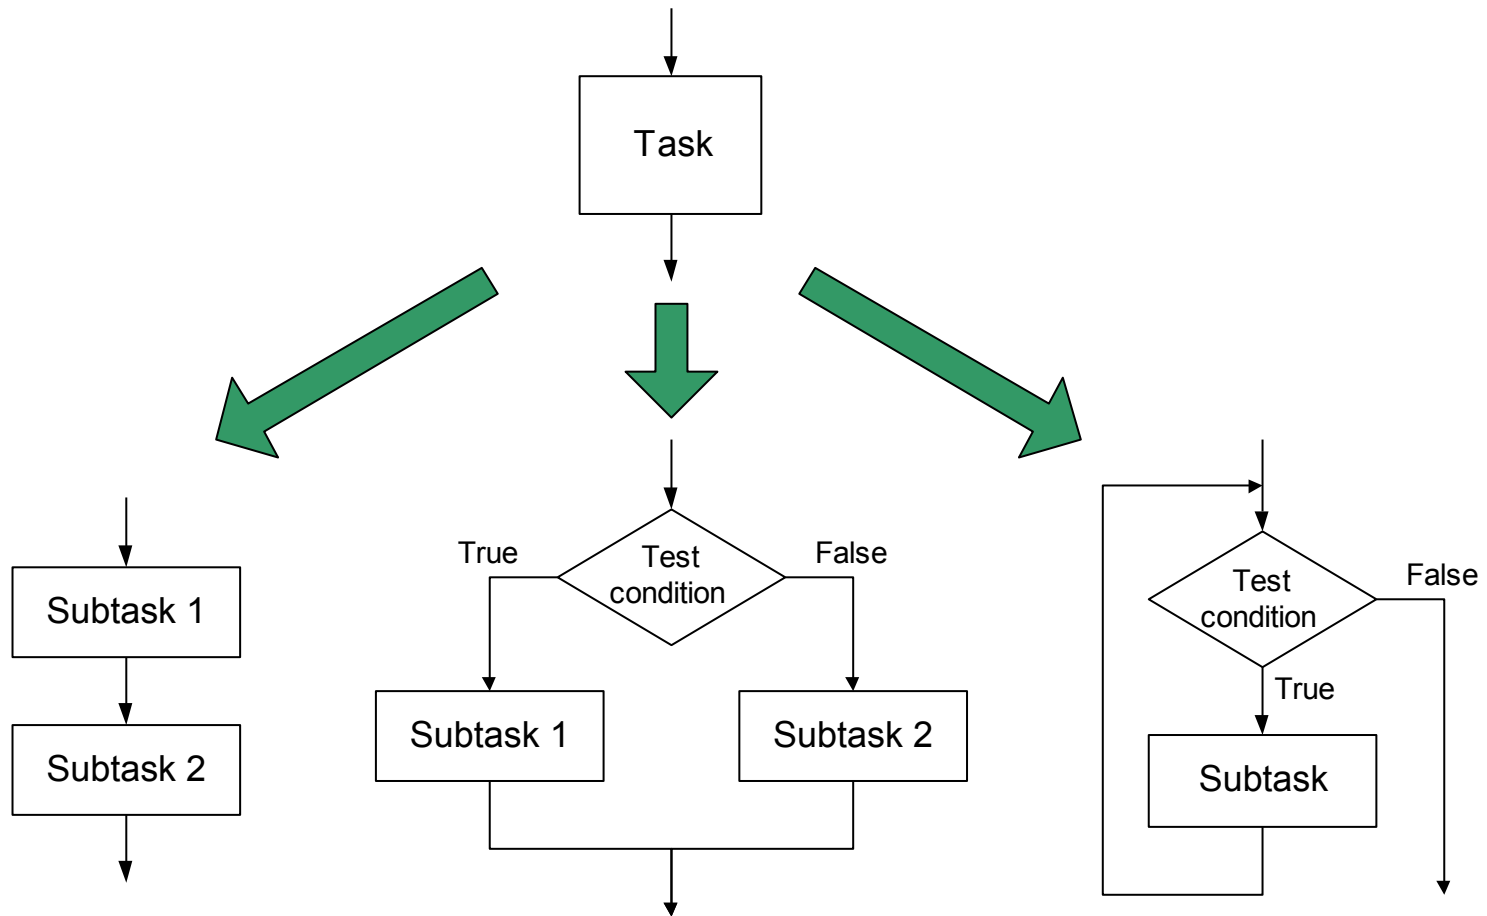 Task
Subtask 1
Subtask 2
True
Test
condition
False
Subtask 1
Subtask 2
Test
condition
False
True
Subtask